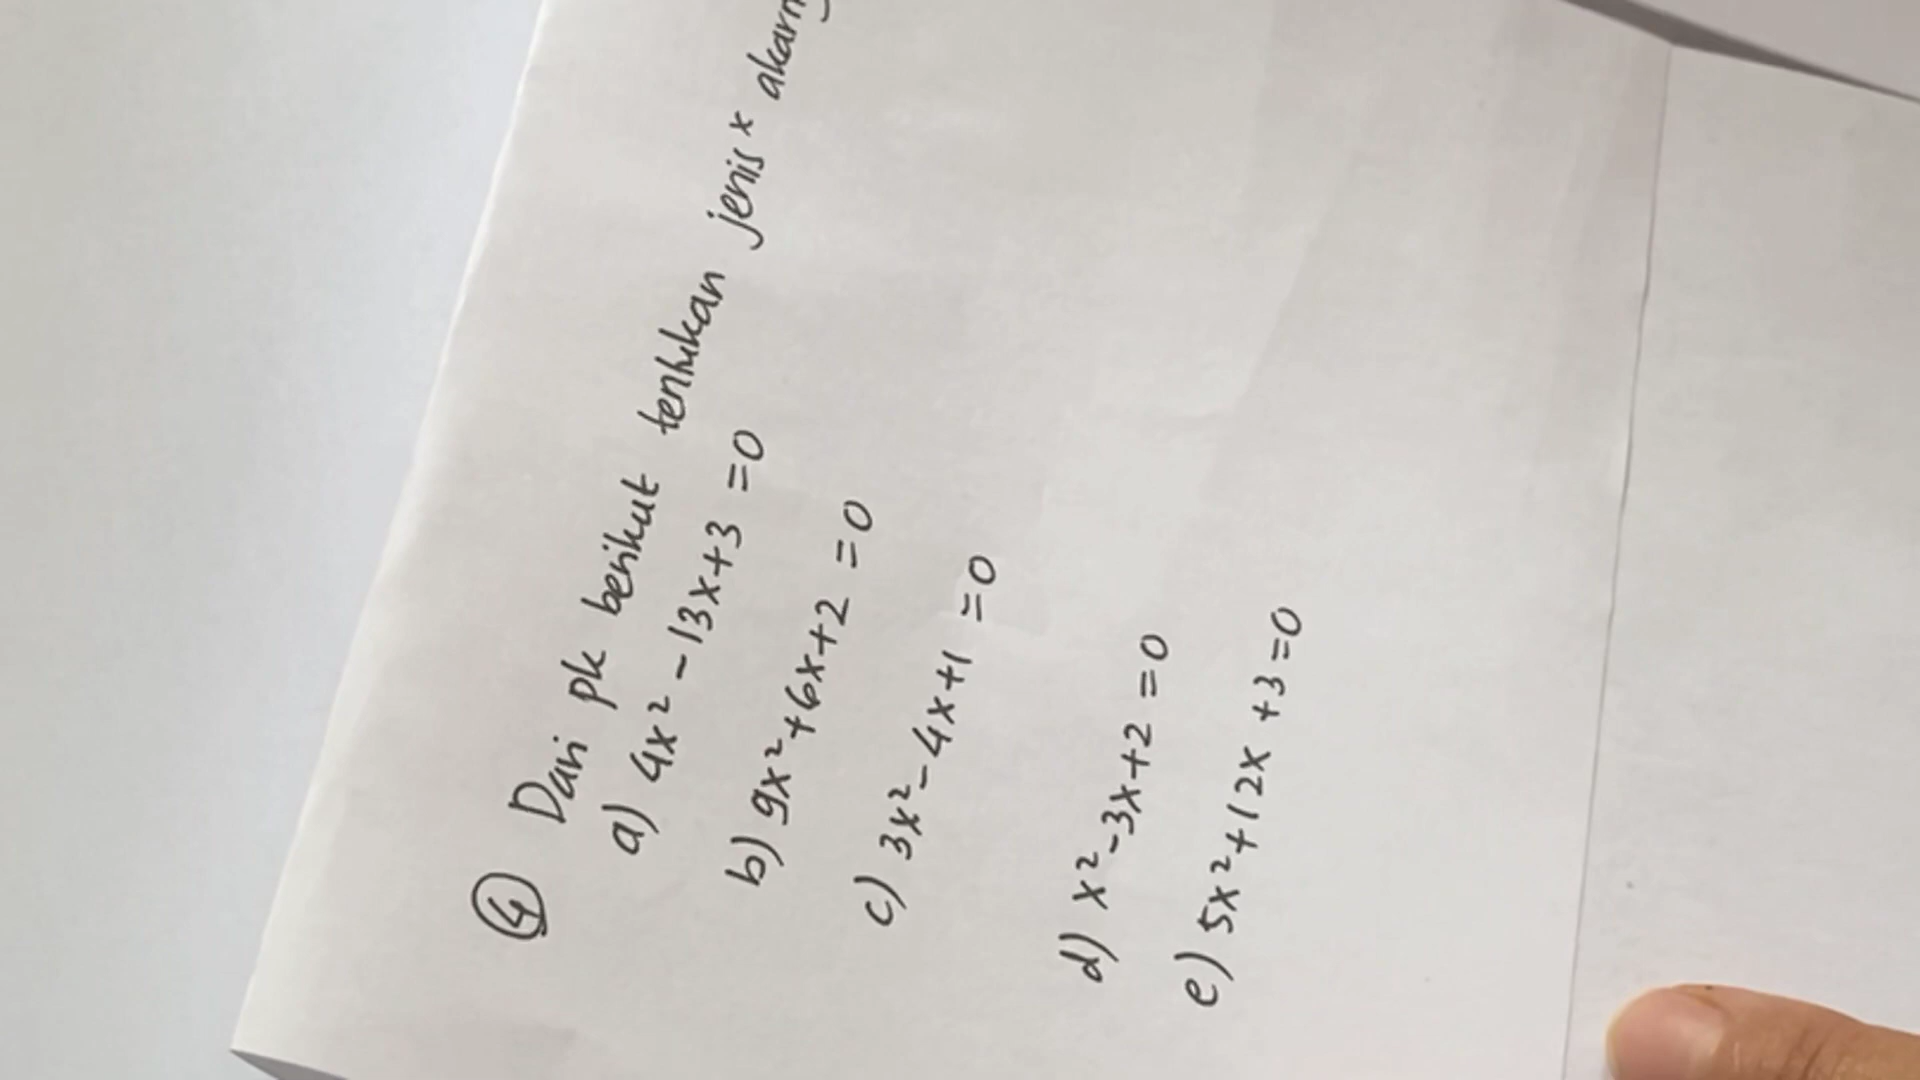 ④ Dari pk berikut tentukan jenis x akarn
a) 4x² - 13x + 3 = 0
b) 9x² + 6x + 2 = 0
c) 3x² - 4x + 1 = 0
d) x² - 3x + 2 = 0
e) 5x² + 12x + 3 = 0